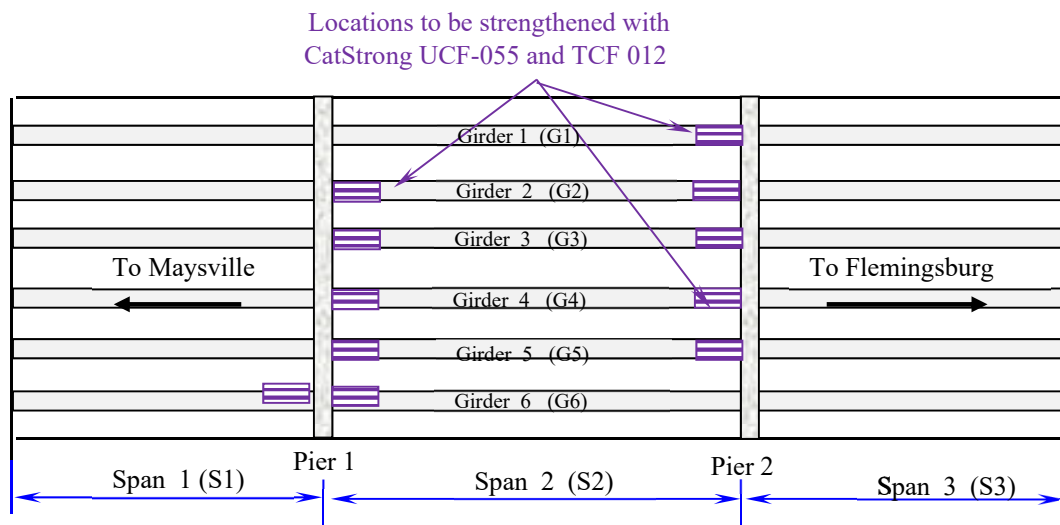 Locations to be strengthened with
CatStrong UCF-055 and TCF 012
Girder 1 (G1)
Girder 2 (G2)
Girder 3 (G3)
To Maysville
To Flemingsburg
Girder 4 (G4)
Girder 5 (G5)
Girder 6 (G6)
Pier 1
Pier 2
Span 1 (S1)
Span 2 (S2)
Span 3 (S3)